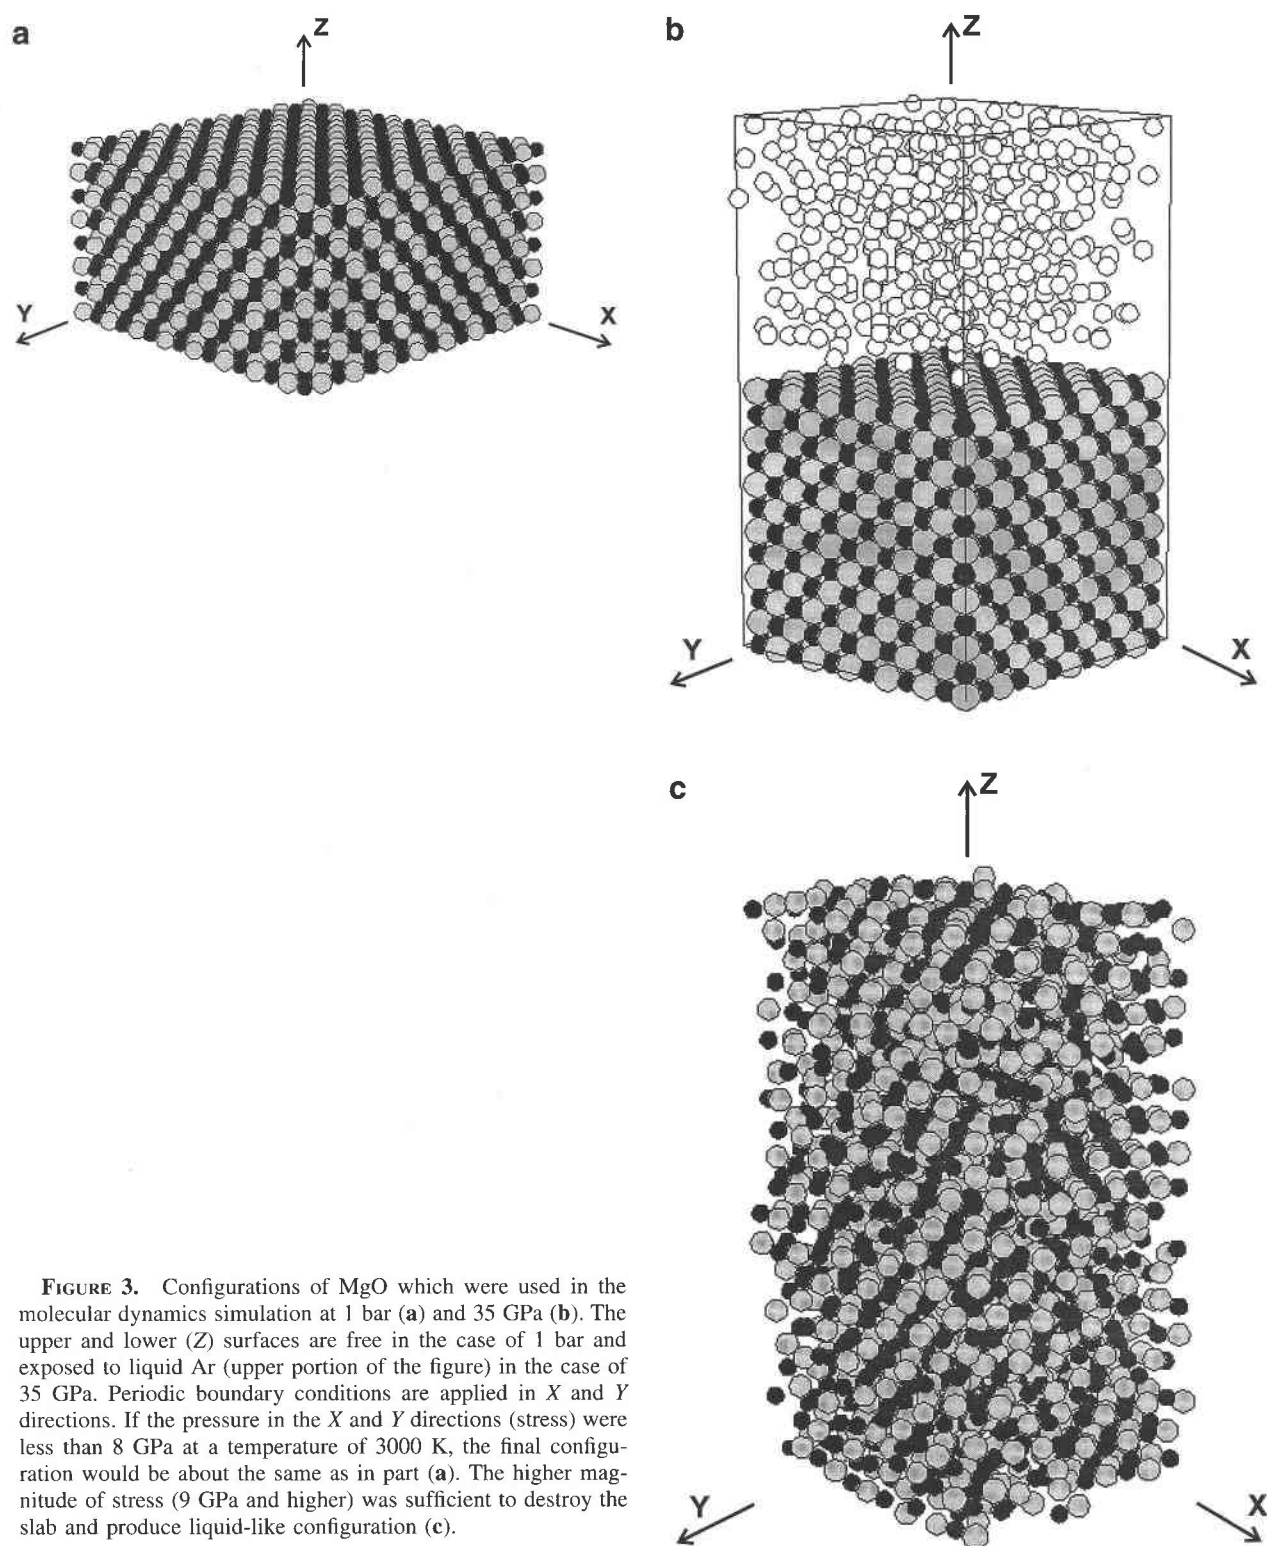 a
Z
Y
X
b
Z
Y
X
c
Z
Y
X
FIGURE 3. Configurations of MgO which were used in the
molecular dynamics simulation at 1 bar (a) and 35 GPa (b). The
upper and lower (Z) surfaces are free in the case of 1 bar and
exposed to liquid Ar (upper portion of the figure) in the case of
35 GPa. Periodic boundary conditions are applied in X and Y
directions. If the pressure in the X and Y directions (stress) were
less than 8 GPa at a temperature of 3000 K, the final configu-
ration would be about the same as in part (a). The higher mag-
nitude of stress (9 GPa and higher) was sufficient to destroy the
slab and produce liquid-like configuration (c).